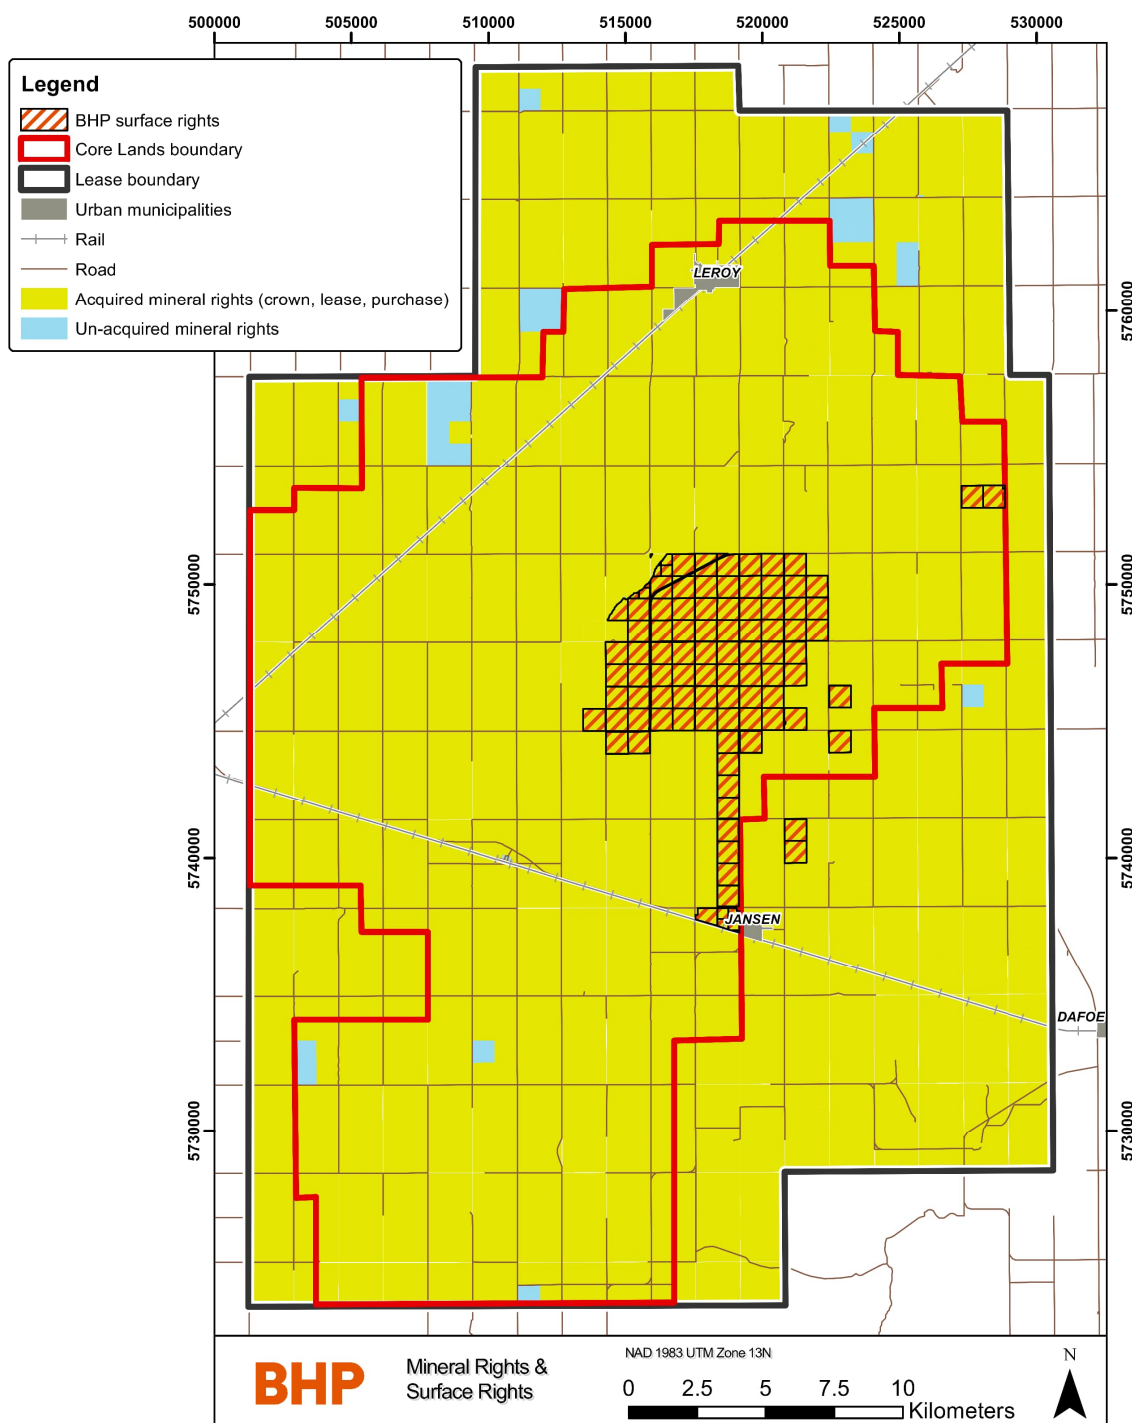 500000 505000 510000 515000 520000 525000 530000
Legend
BHP surface rights
Core Lands boundary
Lease boundary
Urban municipalities
Rail
Road
Acquired mineral rights (crown, lease, purchase)
Un-acquired mineral rights
LEROY
5760000
5750000
5750000
5740000
5740000
JANSEN
DAFOE
5730000
5730000
BHP
Mineral Rights &
Surface Rights
NAD 1983 UTM Zone 13N
0 2.5 5 7.5 10
Kilometers
N